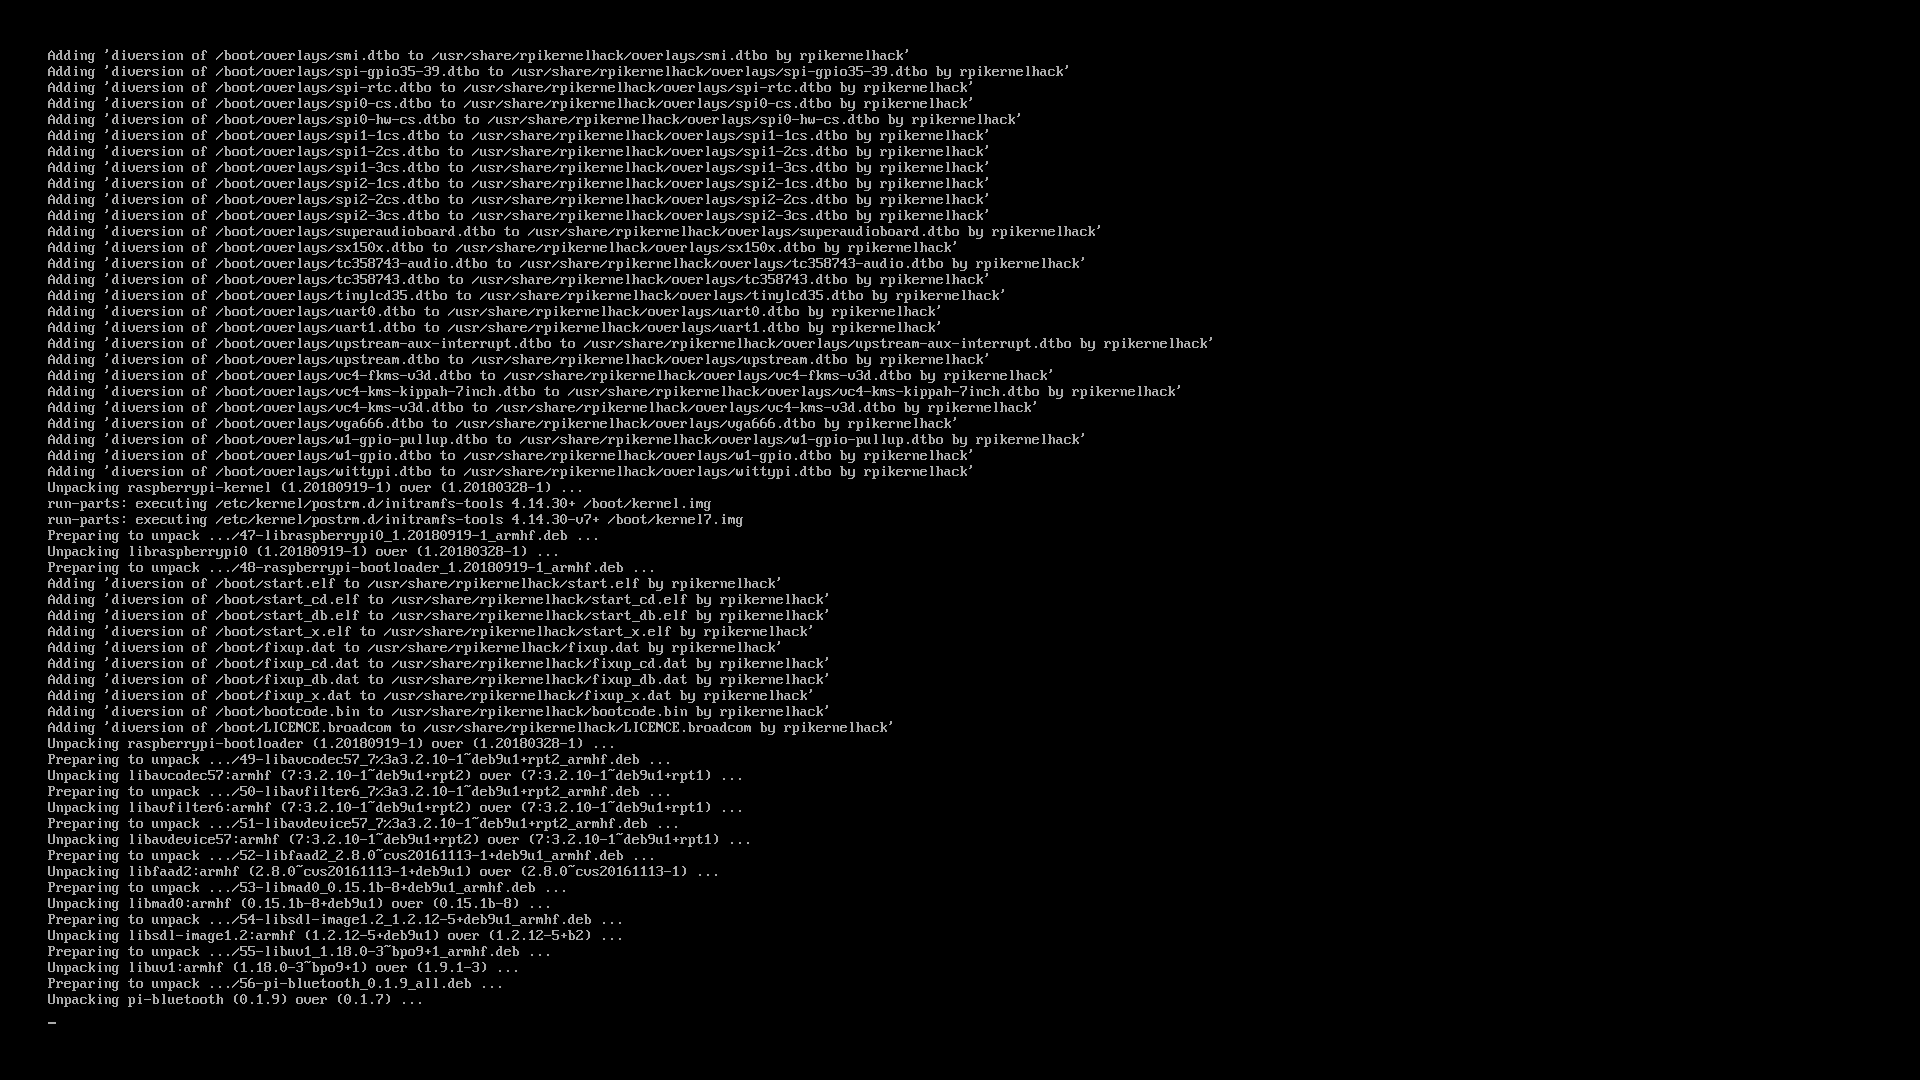 Adding 'diversion of /boot/overlays/smi.dtbo to /usr/share/rpikernelhack/overlays/smi.dtbo by rpikernelhack'
Adding 'diversion of /boot/overlays/spi-gpio35-39.dtbo to /usr/share/rpikernelhack/overlays/spi-gpio35-39.dtbo by rpikernelhack'
Adding 'diversion of /boot/overlays/spi-rtc.dtbo to /usr/share/rpikernelhack/overlays/spi-rtc.dtbo by rpikernelhack'
Adding 'diversion of /boot/overlays/spi0-cs.dtbo to /usr/share/rpikernelhack/overlays/spi0-cs.dtbo by rpikernelhack'
Adding 'diversion of /boot/overlays/spi0-hw-cs.dtbo to /usr/share/rpikernelhack/overlays/spi0-hw-cs.dtbo by rpikernelhack'
Adding 'diversion of /boot/overlays/spi1-1cs.dtbo to /usr/share/rpikernelhack/overlays/spi1-1cs.dtbo by rpikernelhack'
Adding 'diversion of /boot/overlays/spi1-2cs.dtbo to /usr/share/rpikernelhack/overlays/spi1-2cs.dtbo by rpikernelhack'
Adding 'diversion of /boot/overlays/spi1-3cs.dtbo to /usr/share/rpikernelhack/overlays/spi1-3cs.dtbo by rpikernelhack'
Adding 'diversion of /boot/overlays/spi2-1cs.dtbo to /usr/share/rpikernelhack/overlays/spi2-1cs.dtbo by rpikernelhack'
Adding 'diversion of /boot/overlays/spi2-2cs.dtbo to /usr/share/rpikernelhack/overlays/spi2-2cs.dtbo by rpikernelhack'
Adding 'diversion of /boot/overlays/spi2-3cs.dtbo to /usr/share/rpikernelhack/overlays/spi2-3cs.dtbo by rpikernelhack'
Adding 'diversion of /boot/overlays/superaudioboard.dtbo to /usr/share/rpikernelhack/overlays/superaudioboard.dtbo by rpikernelhack'
Adding 'diversion of /boot/overlays/sx150x.dtbo to /usr/share/rpikernelhack/overlays/sx150x.dtbo by rpikernelhack'
Adding 'diversion of /boot/overlays/tc358743-audio.dtbo to /usr/share/rpikernelhack/overlays/tc358743-audio.dtbo by rpikernelhack'
Adding 'diversion of /boot/overlays/tc358743.dtbo to /usr/share/rpikernelhack/overlays/tc358743.dtbo by rpikernelhack'
Adding 'diversion of /boot/overlays/tinylcd35.dtbo to /usr/share/rpikernelhack/overlays/tinylcd35.dtbo by rpikernelhack'
Adding 'diversion of /boot/overlays/uart0.dtbo to /usr/share/rpikernelhack/overlays/uart0.dtbo by rpikernelhack'
Adding 'diversion of /boot/overlays/uart1.dtbo to /usr/share/rpikernelhack/overlays/uart1.dtbo by rpikernelhack'
Adding 'diversion of /boot/overlays/upstream-aux-interrupt.dtbo to /usr/share/rpikernelhack/overlays/upstream-aux-interrupt.dtbo by rpikernelhack'
Adding 'diversion of /boot/overlays/upstream.dtbo to /usr/share/rpikernelhack/overlays/upstream.dtbo by rpikernelhack'
Adding 'diversion of /boot/overlays/vc4-fkms-v3d.dtbo to /usr/share/rpikernelhack/overlays/vc4-fkms-v3d.dtbo by rpikernelhack'
Adding 'diversion of /boot/overlays/vc4-kms-kippah-7inch.dtbo to /usr/share/rpikernelhack/overlays/vc4-kms-kippah-7inch.dtbo by rpikernelhack'
Adding 'diversion of /boot/overlays/vc4-kms-v3d.dtbo to /usr/share/rpikernelhack/overlays/vc4-kms-v3d.dtbo by rpikernelhack'
Adding 'diversion of /boot/overlays/vga666.dtbo to /usr/share/rpikernelhack/overlays/vga666.dtbo by rpikernelhack'
Adding 'diversion of /boot/overlays/w1-gpio-pullup.dtbo to /usr/share/rpikernelhack/overlays/w1-gpio-pullup.dtbo by rpikernelhack'
Adding 'diversion of /boot/overlays/w1-gpio.dtbo to /usr/share/rpikernelhack/overlays/w1-gpio.dtbo by rpikernelhack'
Adding 'diversion of /boot/overlays/wittypi.dtbo to /usr/share/rpikernelhack/overlays/wittypi.dtbo by rpikernelhack'
Unpacking raspberrypi-kernel (1.20180919-1) over (1.20180328-1) ...
run-parts: executing /etc/kernel/postrm.d/initramfs-tools 4.14.30+ /boot/kernel.img
run-parts: executing /etc/kernel/postrm.d/initramfs-tools 4.14.30-v7+ /boot/kernel7.img
Preparing to unpack .../47-libraspberrypi0_1.20180919-1_armhf.deb ...
Unpacking libraspberrypi0 (1.20180919-1) over (1.20180328-1) ...
Preparing to unpack .../48-raspberrypi-bootloader_1.20180919-1_armhf.deb ...
Adding 'diversion of /boot/start.elf to /usr/share/rpikernelhack/start.elf by rpikernelhack'
Adding 'diversion of /boot/start_cd.elf to /usr/share/rpikernelhack/start_cd.elf by rpikernelhack'
Adding 'diversion of /boot/start_db.elf to /usr/share/rpikernelhack/start_db.elf by rpikernelhack'
Adding 'diversion of /boot/start_x.elf to /usr/share/rpikernelhack/start_x.elf by rpikernelhack'
Adding 'diversion of /boot/fixup.dat to /usr/share/rpikernelhack/fixup.dat by rpikernelhack'
Adding 'diversion of /boot/fixup_cd.dat to /usr/share/rpikernelhack/fixup_cd.dat by rpikernelhack'
Adding 'diversion of /boot/fixup_db.dat to /usr/share/rpikernelhack/fixup_db.dat by rpikernelhack'
Adding 'diversion of /boot/fixup_x.dat to /usr/share/rpikernelhack/fixup_x.dat by rpikernelhack'
Adding 'diversion of /boot/bootcode.bin to /usr/share/rpikernelhack/bootcode.bin by rpikernelhack'
Adding 'diversion of /boot/LICENCE.broadcom to /usr/share/rpikernelhack/LICENCE.broadcom by rpikernelhack'
Unpacking raspberrypi-bootloader (1.20180919-1) over (1.20180328-1) ...
Preparing to unpack .../49-libavcodec57_7%3a3.2.10-1~deb9u1+rpt2_armhf.deb ...
Unpacking libavcodec57:armhf (7:3.2.10-1~deb9u1+rpt2) over (7:3.2.10-1~deb9u1+rpt1) ...
Preparing to unpack .../50-libavfilter6_7%3a3.2.10-1~deb9u1+rpt2_armhf.deb ...
Unpacking libavfilter6:armhf (7:3.2.10-1~deb9u1+rpt2) over (7:3.2.10-1~deb9u1+rpt1) ...
Preparing to unpack .../51-libavdevice57_7%3a3.2.10-1~deb9u1+rpt2_armhf.deb ...
Unpacking libavdevice57:armhf (7:3.2.10-1~deb9u1+rpt2) over (7:3.2.10-1~deb9u1+rpt1) ...
Preparing to unpack .../52-libfaad2_2.8.0~cvs20161113-1+deb9u1_armhf.deb ...
Unpacking libfaad2:armhf (2.8.0~cvs20161113-1+deb9u1) over (2.8.0~cvs20161113-1) ...
Preparing to unpack .../53-libmad0_0.15.1b-8+deb9u1_armhf.deb ...
Unpacking libmad0:armhf (0.15.1b-8+deb9u1) over (0.15.1b-8) ...
Preparing to unpack .../54-libsdl-image1.2_1.2.12-5+deb9u1_armhf.deb ...
Unpacking libsdl-image1.2:armhf (1.2.12-5+deb9u1) over (1.2.12-5+b2) ...
Preparing to unpack .../55-libuv1_1.18.0-3~bpo9+1_armhf.deb ...
Unpacking libuv1:armhf (1.18.0-3~bpo9+1) over (1.9.1-3) ...
Preparing to unpack .../56-pi-bluetooth_0.1.9_all.deb ...
Unpacking pi-bluetooth (0.1.9) over (0.1.7) ...